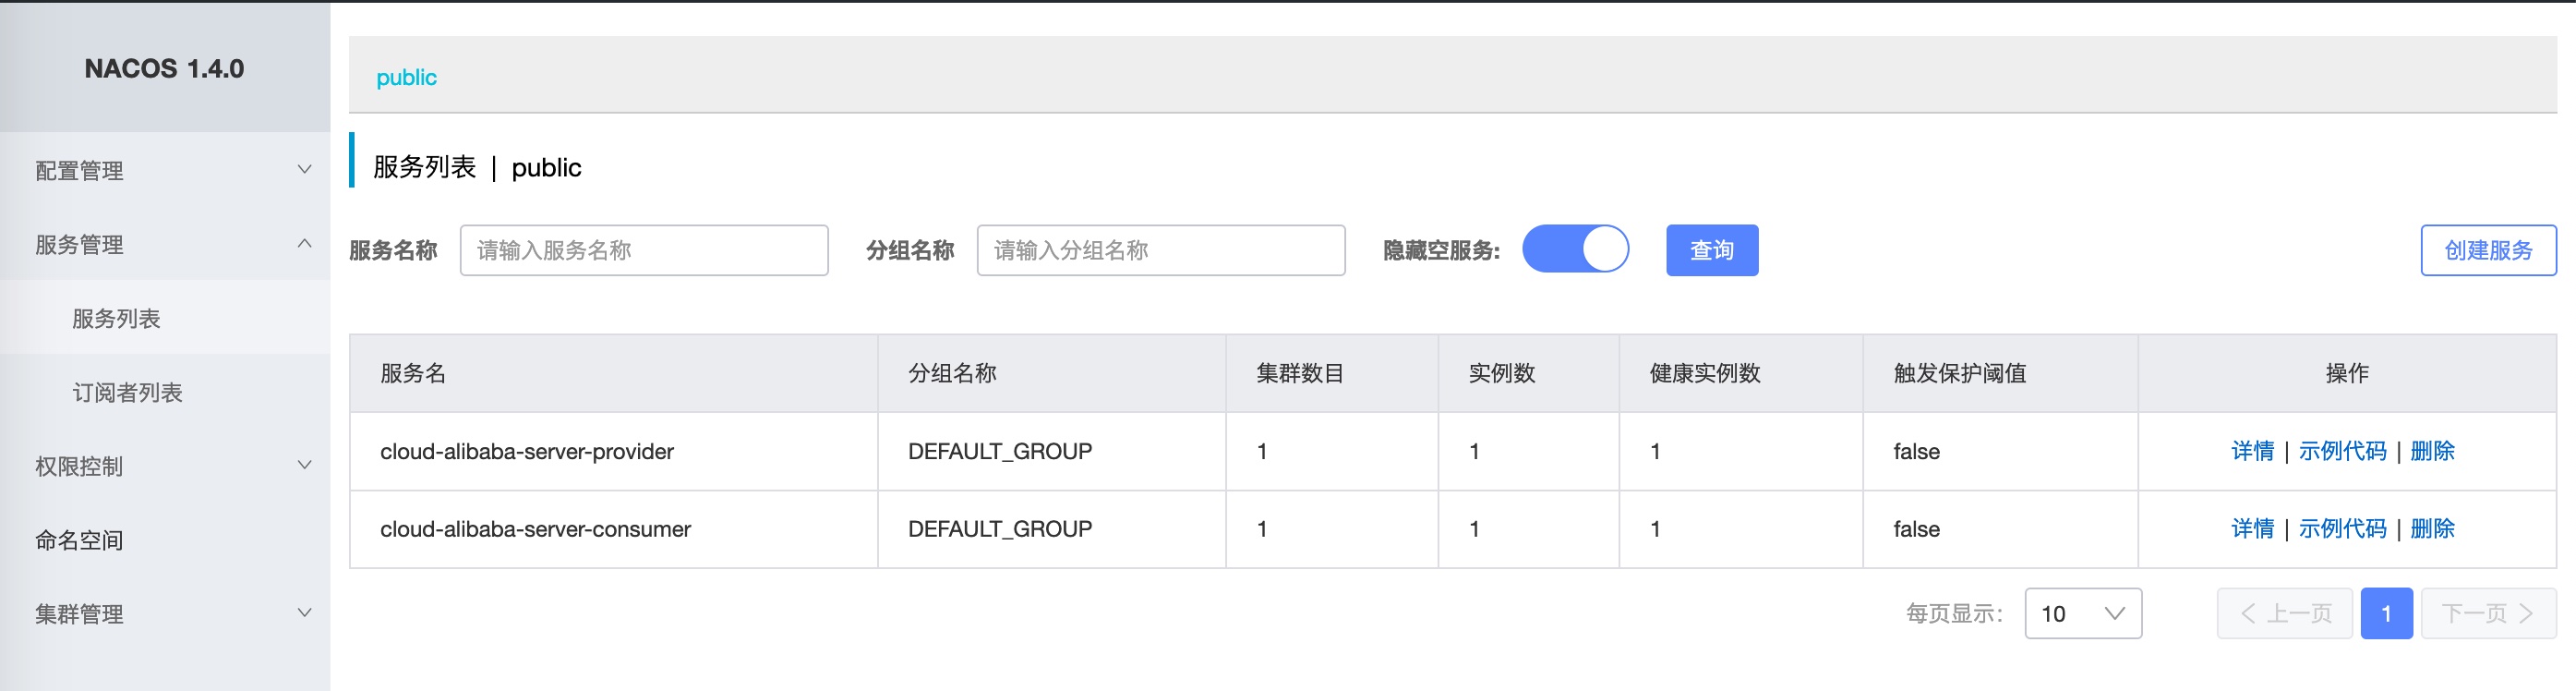 NACOS 1.4.0
配置管理
服务管理
服务列表
订阅者列表
权限控制
命名空间
集群管理
public
服务列表 | public
服务名称 请输入服务名称 分组名称 请输入分组名称 隐藏空服务: 查询 创建服务
服务名 分组名称 集群数目 实例数 健康实例数 触发保护阈值 操作
cloud-alibaba-server-provider DEFAULT_GROUP 1 1 1 false 详情 | 示例代码 | 删除
cloud-alibaba-server-consumer DEFAULT_GROUP 1 1 1 false 详情 | 示例代码 | 删除
每页显示: 10 上一页 1 下一页